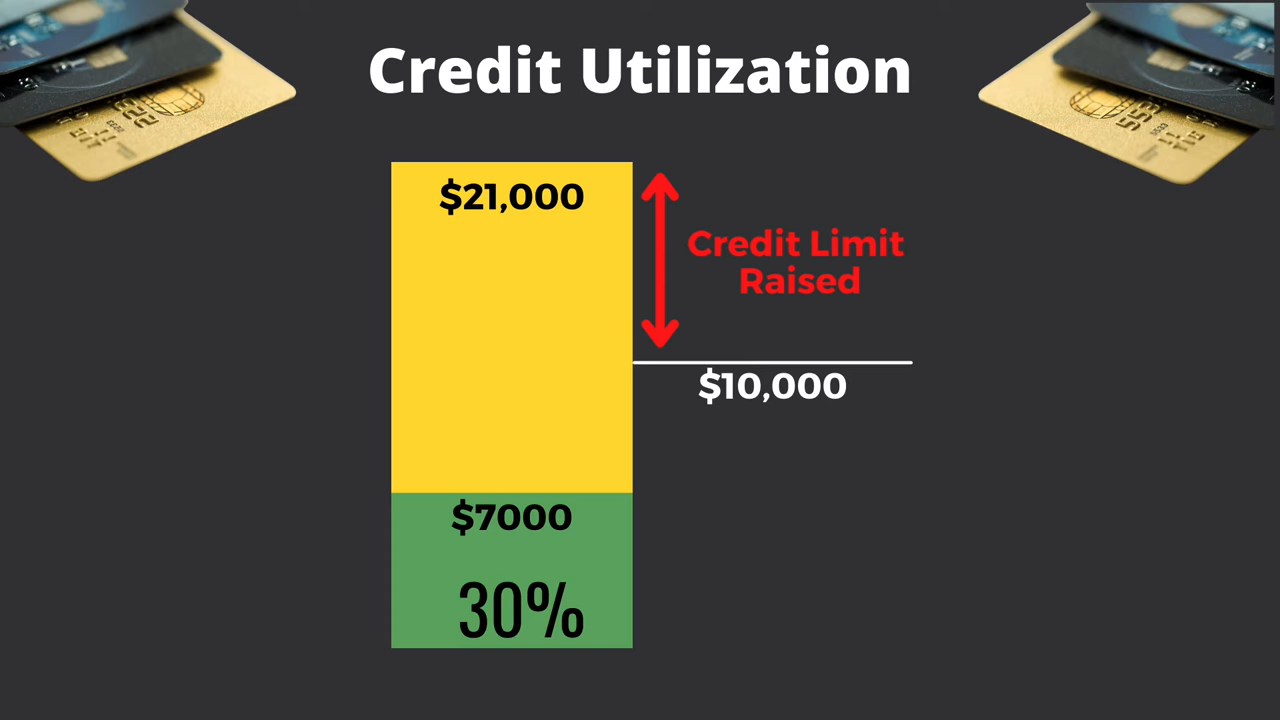 Credit Utilization
$21,000
Credit Limit
Raised
$10,000
$7000
30%